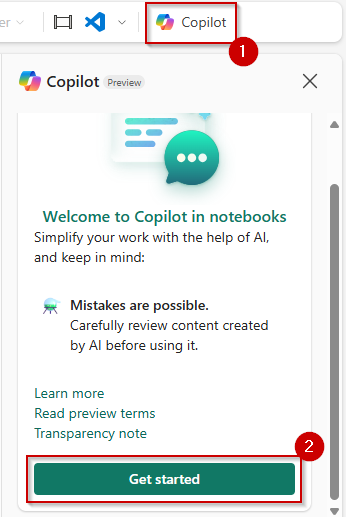 er
Copilot
1
Copilot Preview
Welcome to Copilot in notebooks
Simplify your work with the help of AI,
and keep in mind:
Mistakes are possible.
Carefully review content created
by AI before using it.
Learn more
Read preview terms
Transparency note
2
Get started